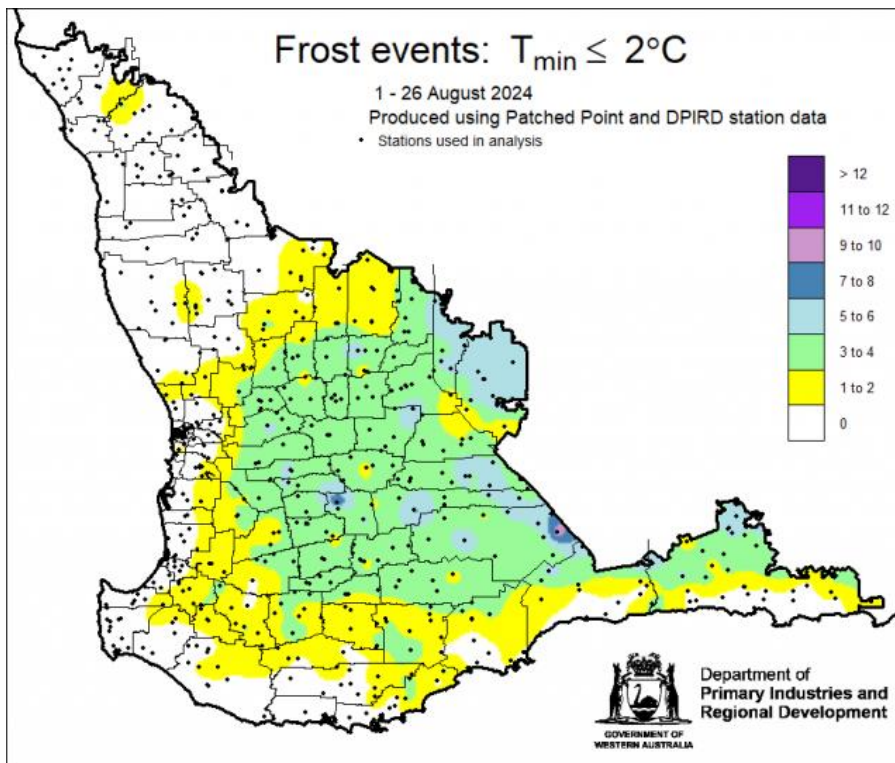 Frost events: Tmin ≤ 2°C
1 - 26 August 2024
Produced using Patched Point and DPIRD station data
• Stations used in analysis
> 12
11 to 12
9 to 10
7 to 8
5 to 6
3 to 4
1 to 2
0
Department of
Primary Industries and
Regional Development
GOVERNMENT OF
WESTERN AUSTRALIA